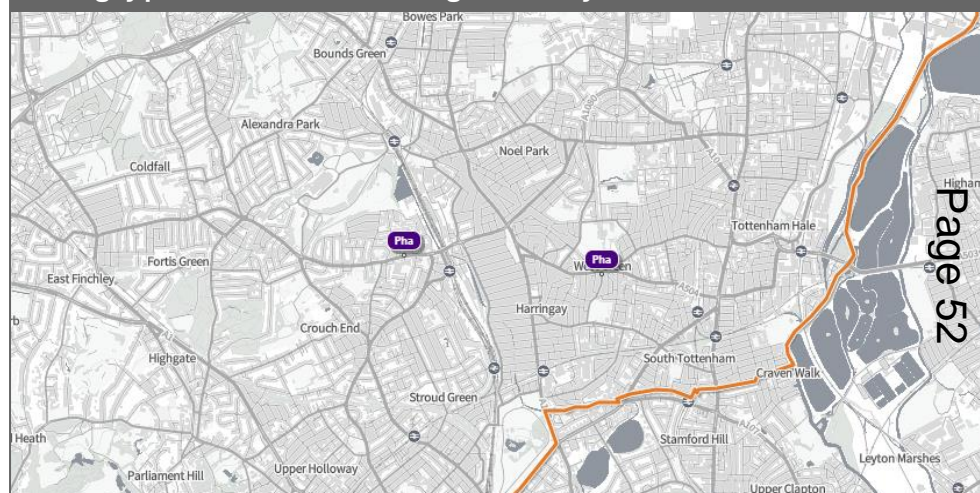 Bowes Park
Bounds Green
Alexandra Park
Noel Park
Coldfall
Higham
Page 52
Tottenham Hale
Pha
Pha
Fortis Green
East Finchley
Harringay
Crouch End
Highgate
South Tottenham
Craven Walk
Stroud Green
Stamford Hill
l Heath
Parliament Hill
Upper Holloway
Leyton Marshes
Upper Clapton